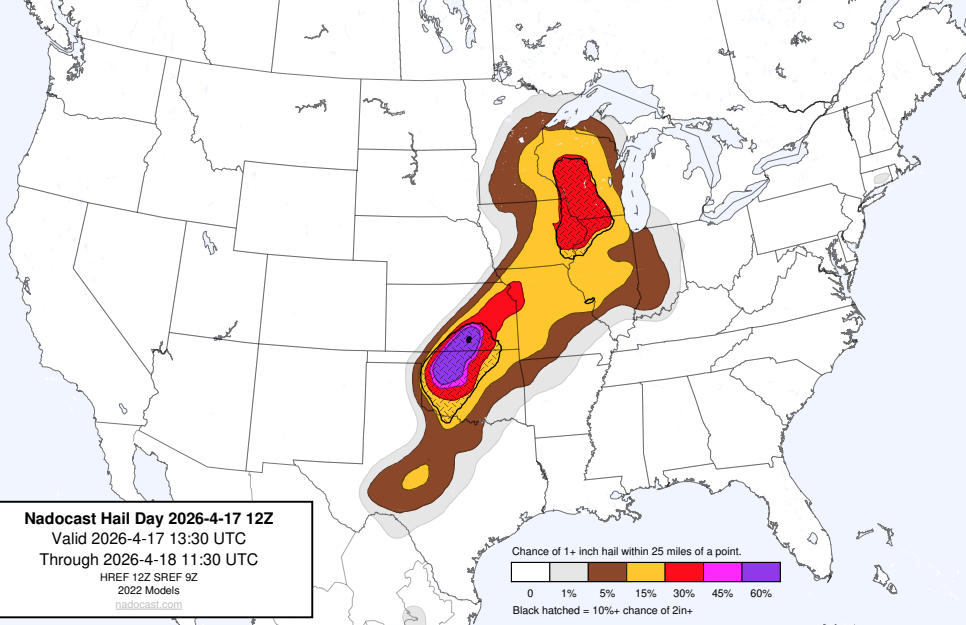 Nadocast Hail Day 2026-4-17 12Z
Valid 2026-4-17 13:30 UTC
Through 2026-4-18 11:30 UTC
HREF 12Z SREF 9Z
2022 Models
nadocast.com
Chance of 1+ inch hail within 25 miles of a point.
0 1% 5% 15% 30% 45% 60%
Black hatched = 10%+ chance of 2in+